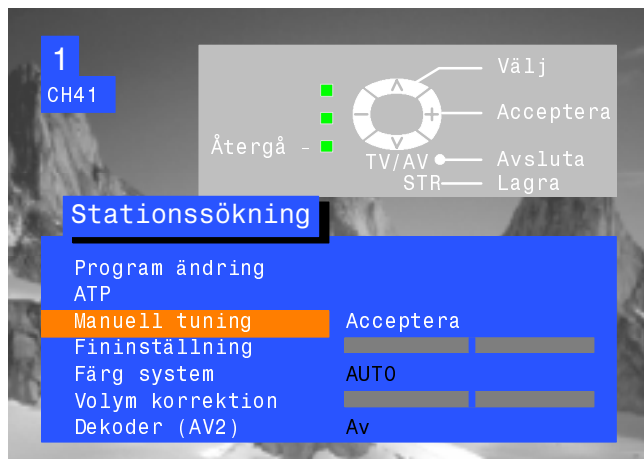 1
CH41
Välj
Acceptera
Återgå -
TV/AV
Avsluta
STR
Lagra
Stationssökning
Program ändring
ATP
Manuell tuning Acceptera
Fininställning
Färg system AUTO
Volym korrektion
Dekoder (AV2) Av